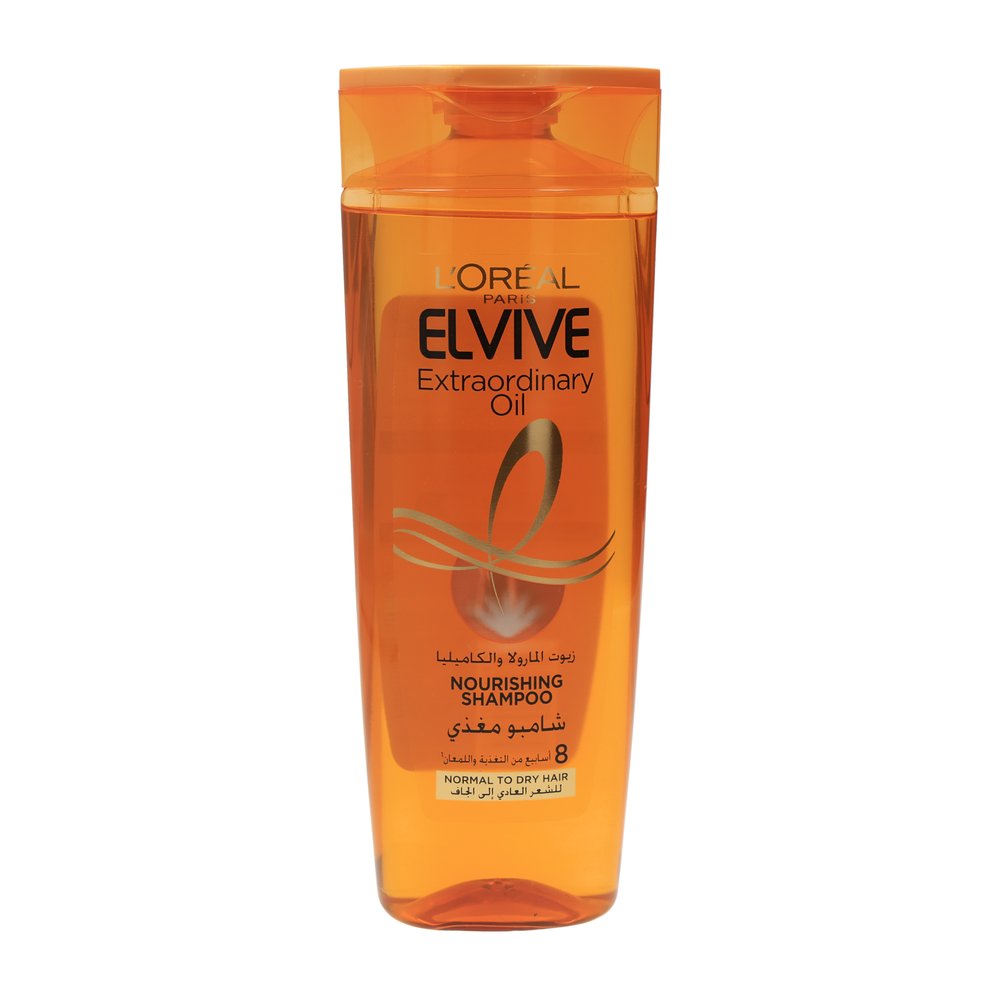 L'ORÉAL
PARIS
ELVIVE
Extraordinary
Oil
زيوت المارولا والكاميليا
NOURISHING
SHAMPOO
شامبو مغذي
8 أسابيع من التغذية واللمعان¹
NORMAL TO DRY HAIR
للشعر العادي إلى الجاف